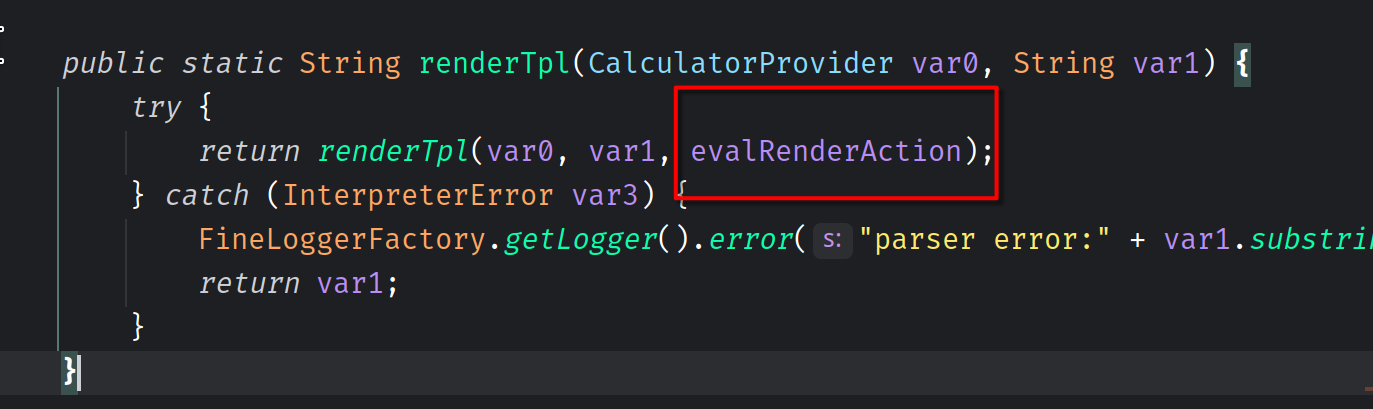 public static String renderTpl(CalculatorProvider var0, String var1) {
try {
return renderTpl(var0, var1, evalRenderAction);
} catch (InterpreterError var3) {
FineLoggerFactory.getLogger().error( s: "parser error:" + var1.substri
return var1;
}
}